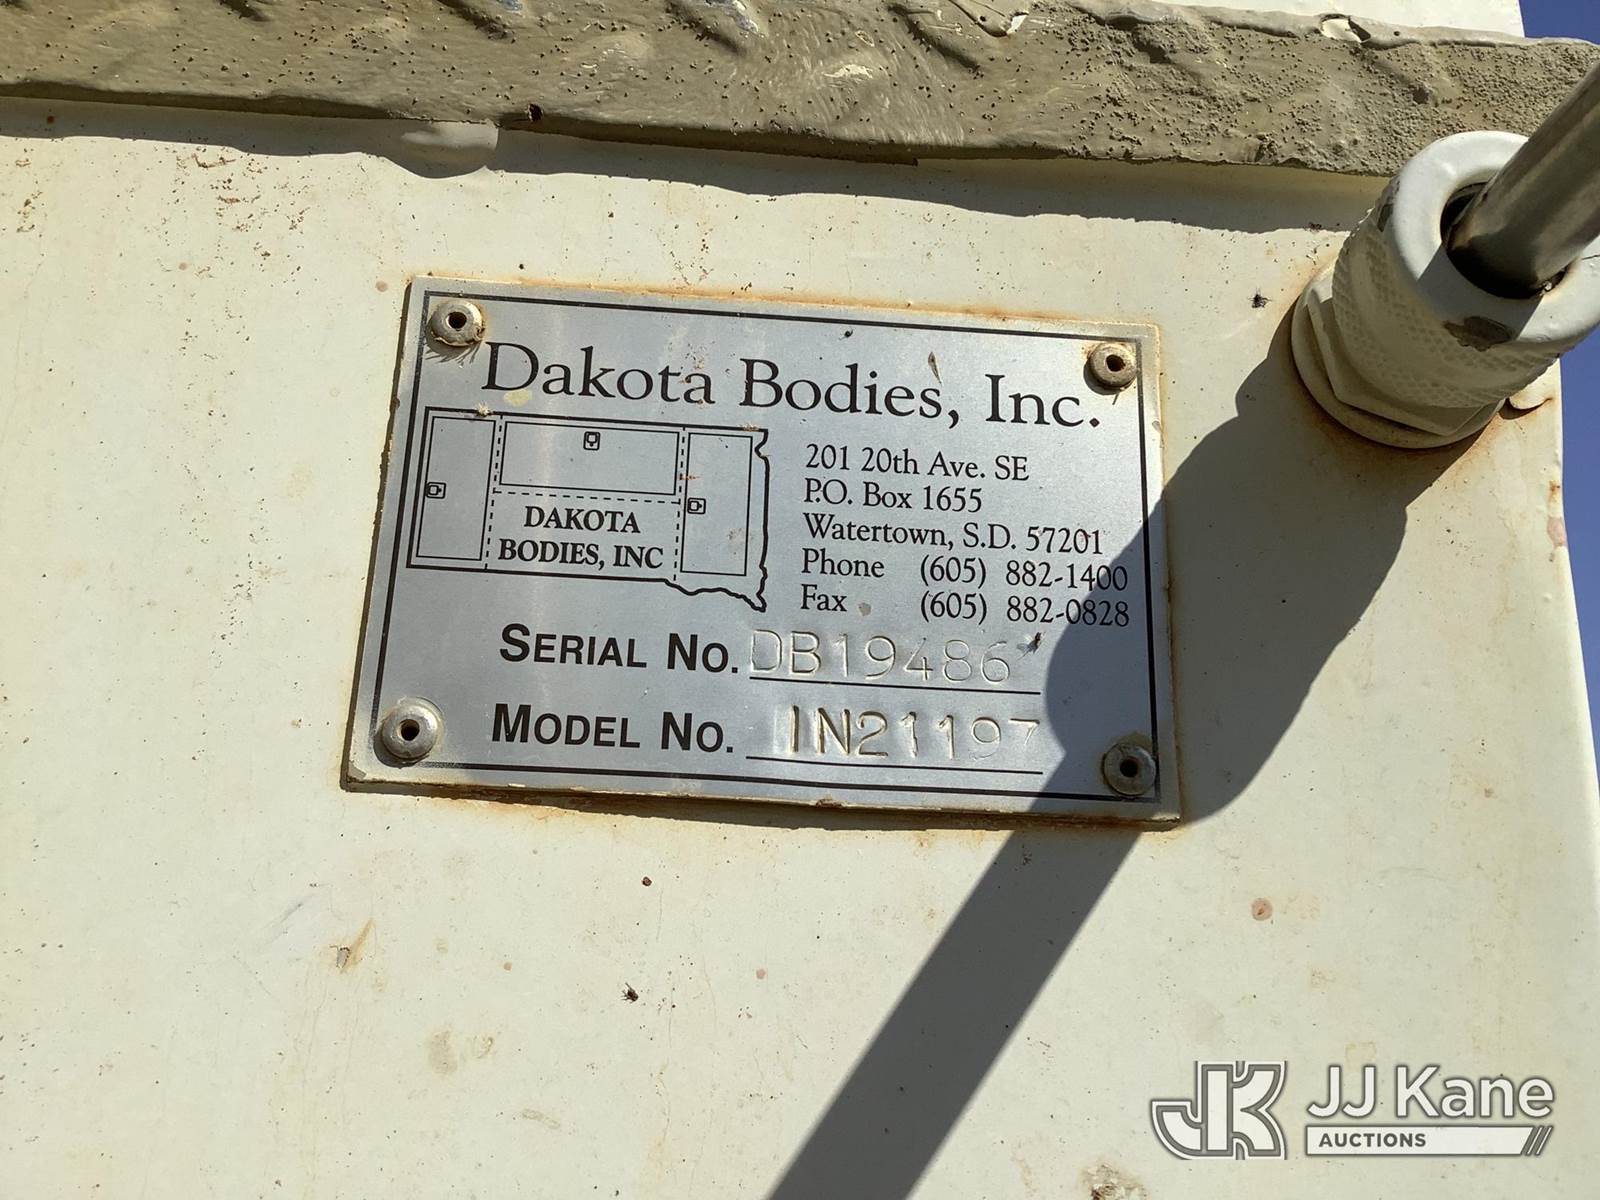 Dakota Bodies, Inc.
DAKOTA
BODIES, INC
201 20th Ave. SE
P.O. Box 1655
Watertown, S.D. 57201
Phone (605) 882-1400
Fax (605) 882-0828
SERIAL NO. DB19486
MODEL NO. IN21197
JK JJ Kane
AUCTIONS